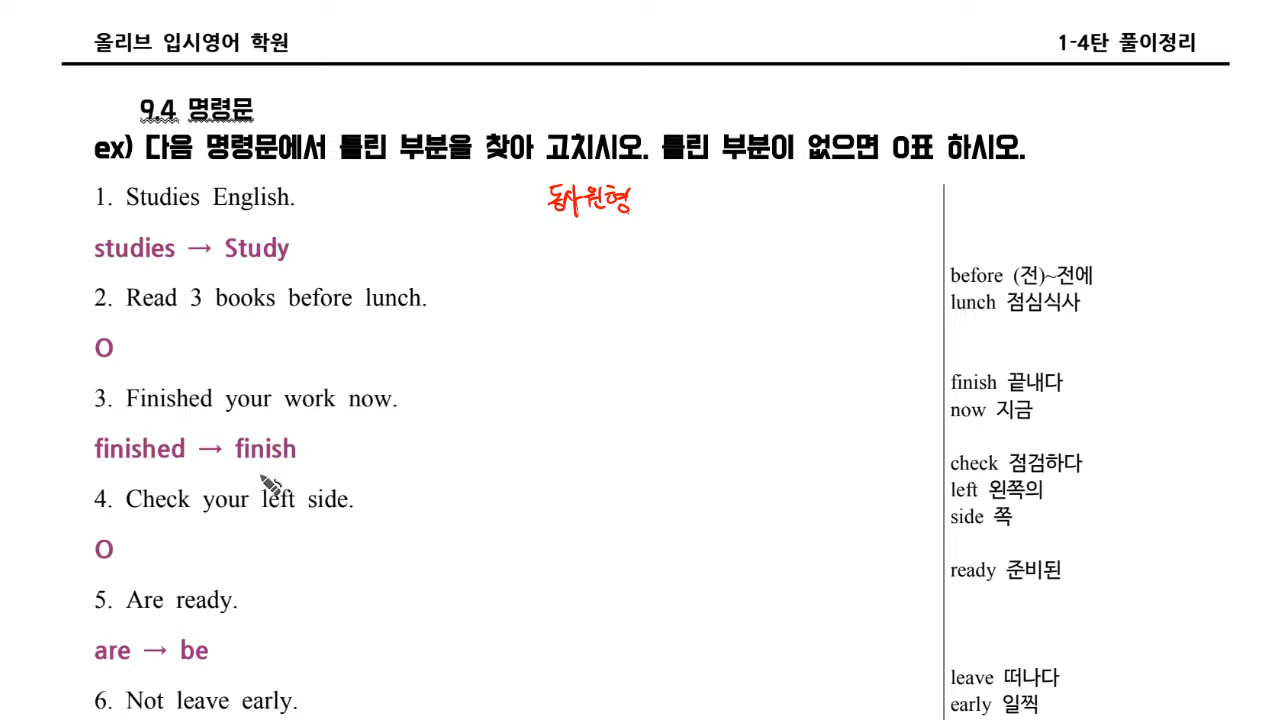 올리브 입시영어 학원 1-4탄 풀이정리
9.4 명령문
ex) 다음 명령문에서 틀린 부분을 찾아 고치시오. 틀린 부분이 없으면 O표 하시오.
1. Studies English. 동사원형
studies → Study
before (전)~전에
2. Read 3 books before lunch.
lunch 점심식사
O
finish 끝내다
3. Finished your work now.
now 지금
finished → finish
check 점검하다
left 왼쪽의
4. Check your left side.
side 쪽
O
ready 준비된
5. Are ready.
are → be
leave 떠나다
6. Not leave early.
early 일찍